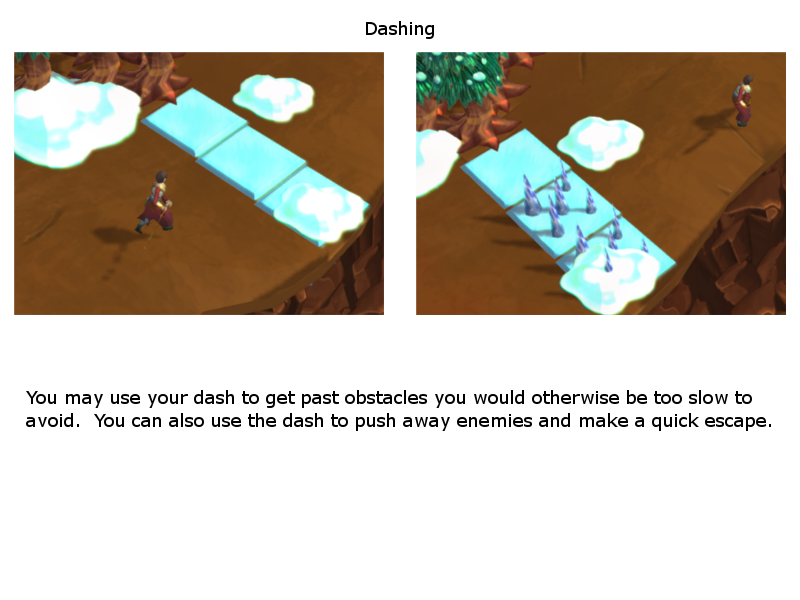 Dashing
You may use your dash to get past obstacles you would otherwise be too slow to
avoid.  You can also use the dash to push away enemies and make a quick escape.